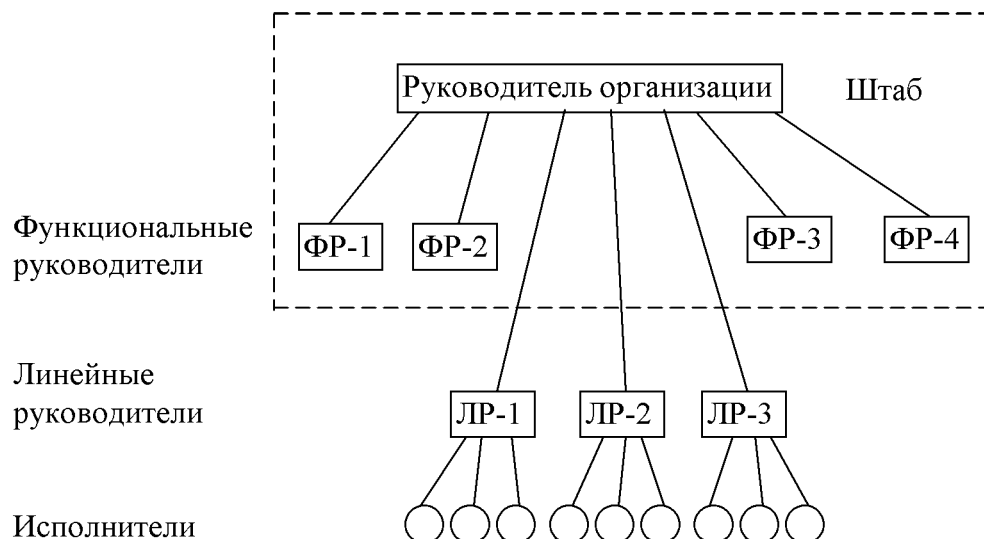 Руководитель организации
Штаб
Функциональные
руководители
ФР-1
ФР-2
ФР-3
ФР-4
Линейные
руководители
ЛР-1
ЛР-2
ЛР-3
Исполнители